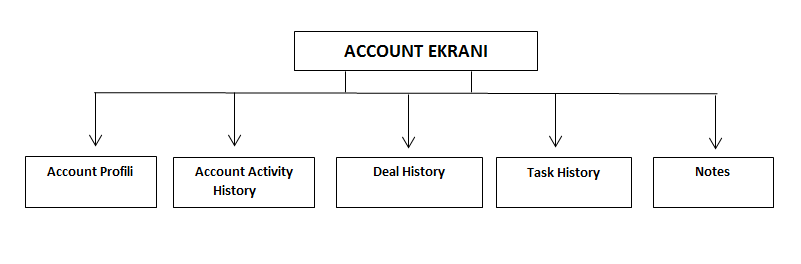 ACCOUNT EKRANI
Account Profili
Account Activity
History
Deal History
Task History
Notes